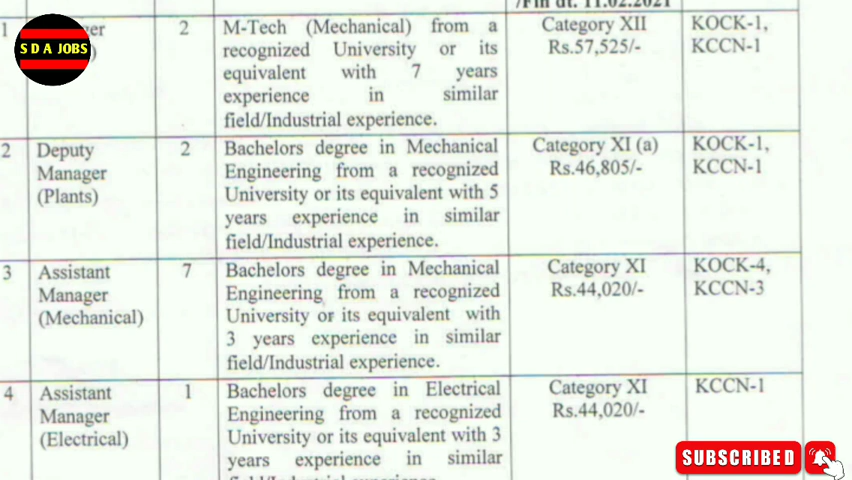 /Fin dt. 11.02.2021
1
2
M-Tech (Mechanical) from a
recognized University or its
equivalent with 7 years
experience in similar
field/Industrial experience.
Category XII
Rs.57,525/-
KOCK-1,
KCCN-1
S D A JOBS
2
Deputy
Manager
(Plants)
2
Bachelors degree in Mechanical
Engineering from a recognized
University or its equivalent with 5
years experience in similar
field/Industrial experience.
Category XI (a)
Rs.46,805/-
KOCK-1,
KCCN-1
3
Assistant
Manager
(Mechanical)
7
Bachelors degree in Mechanical
Engineering from a recognized
University or its equivalent with
3 years experience in similar
field/Industrial experience.
Category XI
Rs.44,020/-
KOCK-4,
KCCN-3
4
Assistant
Manager
(Electrical)
1
Bachelors degree in Electrical
Engineering from a recognized
University or its equivalent with 3
years experience in similar
field/Industrial experience.
Category XI
Rs.44,020/-
KCCN-1
SUBSCRIBED